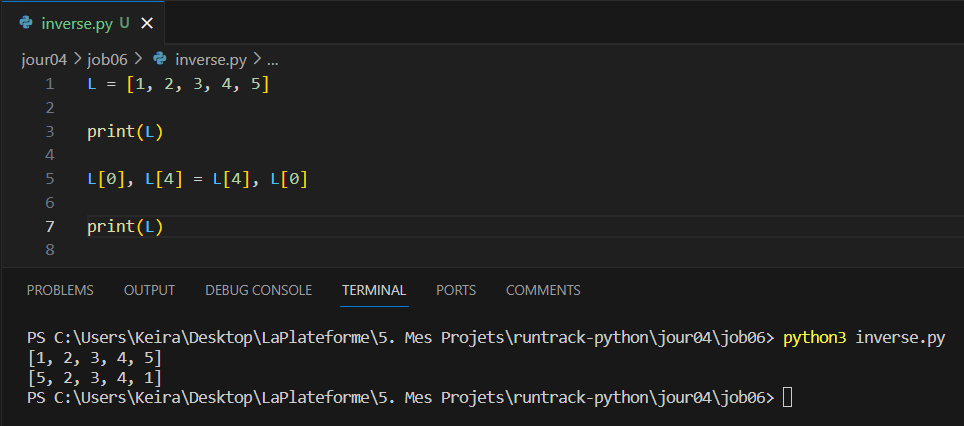 inverse.py U ×
jour04 > job06 > inverse.py > ...
1 L = [1, 2, 3, 4, 5]
2
3 print(L)
4
5 L[0], L[4] = L[4], L[0]
6
7 print(L)
8
PROBLEMS OUTPUT DEBUG CONSOLE TERMINAL PORTS COMMENTS
PS C:\Users\Keira\Desktop\LaPlateforme\5. Mes Projets\runtrack-python\jour04\job06> python3 inverse.py
[1, 2, 3, 4, 5]
[5, 2, 3, 4, 1]
PS C:\Users\Keira\Desktop\LaPlateforme\5. Mes Projets\runtrack-python\jour04\job06>